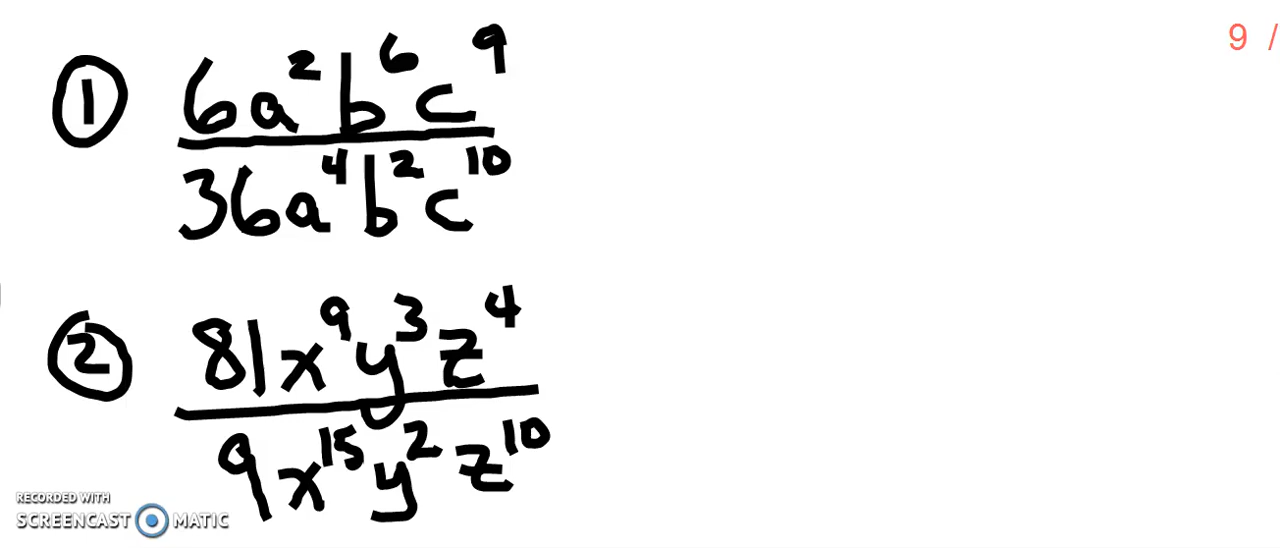 9 /
① 6a²b⁶c⁹
36a⁴b²c¹⁰
② 81x⁹y³z⁴
9x¹⁵y²z¹⁰
RECORDED WITH
SCREENCAST MATIC